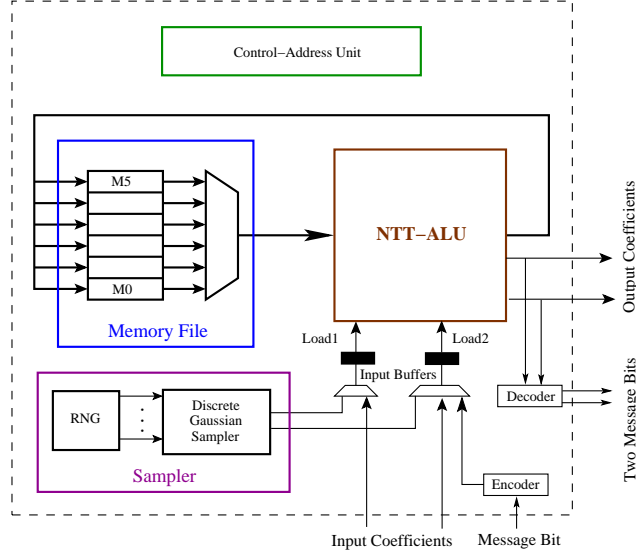 Control-Address Unit
M5
M0
Memory File
NTT-ALU
Output Coefficients
Load1
Load2
Input Buffers
RNG
Discrete
Gaussian
Sampler
Sampler
Decoder
Two Message Bits
Encoder
Input Coefficients
Message Bit